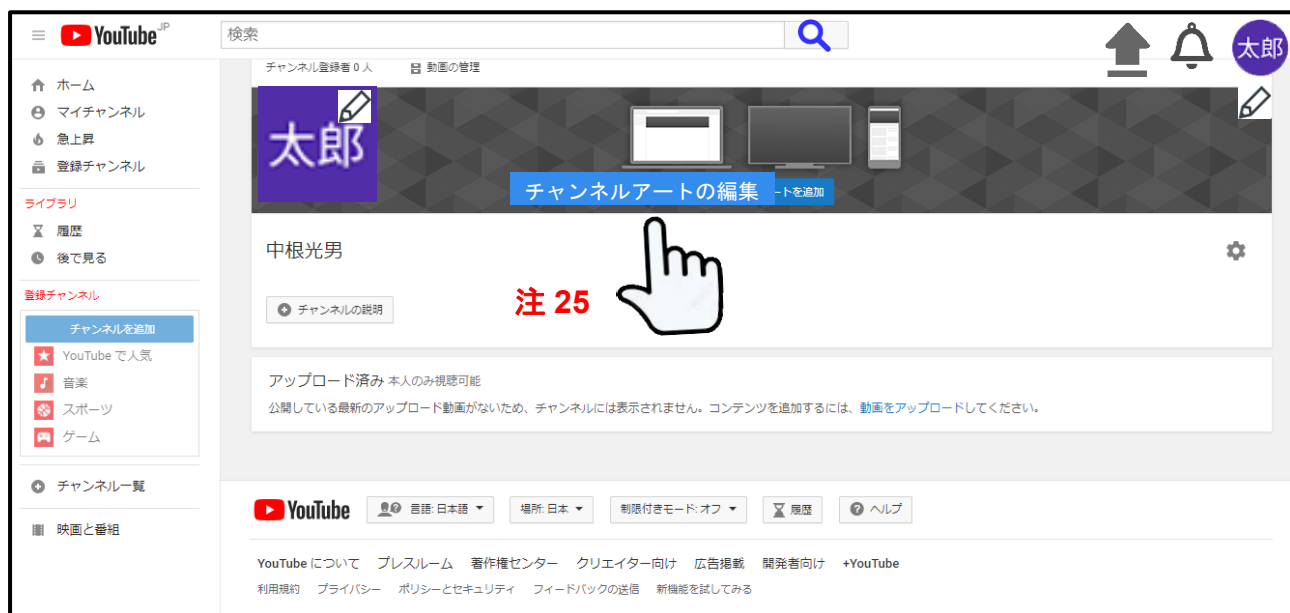 YouTube JP
検索
太郎
チャンネル登録者 0 人 動画の管理
ホーム
マイチャンネル
急上昇
登録チャンネル
ライブラリ
履歴
後で見る
登録チャンネル
チャンネルを追加
YouTube で人気
音楽
スポーツ
ゲーム
チャンネル一覧
映画と番組
太郎
チャンネルアートの編集
ートを追加
中根光男
注 25
チャンネルの説明
アップロード済み 本人のみ視聴可能
公開している最新のアップロード動画がないため、チャンネルには表示されません。コンテンツを追加するには、動画をアップロードしてください。
YouTube 言語: 日本語 場所: 日本 制限付きモード: オフ 履歴 ヘルプ
YouTube について プレスルーム 著作権センター クリエイター向け 広告掲載 開発者向け +YouTube
利用規約 プライバシー ポリシーとセキュリティ フィードバックの送信 新機能を試してみる